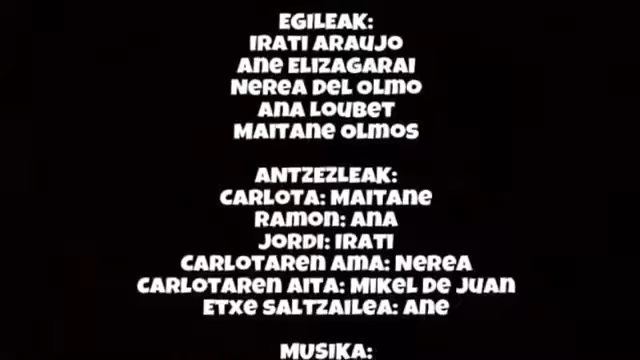 EGILEAK:
IRATI ARAUJO
ANE ELIZAGARAI
NEREA DEL OLMO
ANA LOUBET
MAITANE OLMOS
ANTZEZLEAK:
CARLOTA: MAITANE
RAMON: ANA
JORDI: IRATI
CARLOTAREN AMA: NEREA
CARLOTAREN AITA: MIKEL DE JUAN
ETXE SALTZAILEA: ANE
MUSIKA: